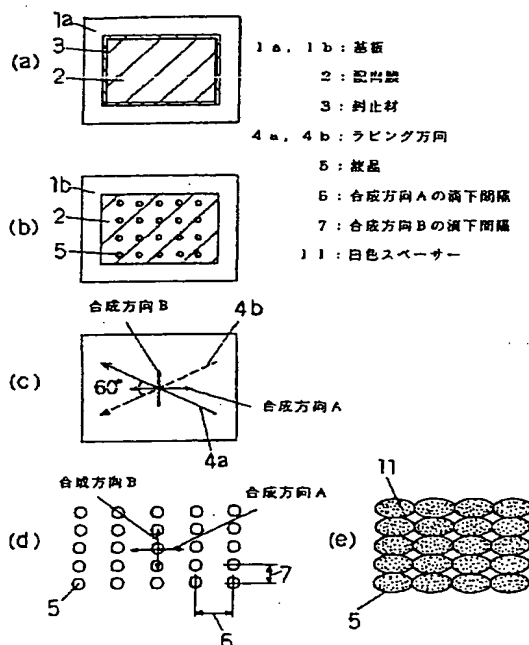 1a
3
(a)
2
1a, 1b：基板
2：配向膜
3：封止材
4a, 4b：ラビング方向
5：液晶
6：合成方向Aの滴下間隔
7：合成方向Bの滴下間隔
11：白色スペーサー
1b
(b)
2
5
合成方向B
4b
(c)
60°
合成方向A
4a
合成方向B
合成方向A
(d)
7
5
6
11
(e)
5